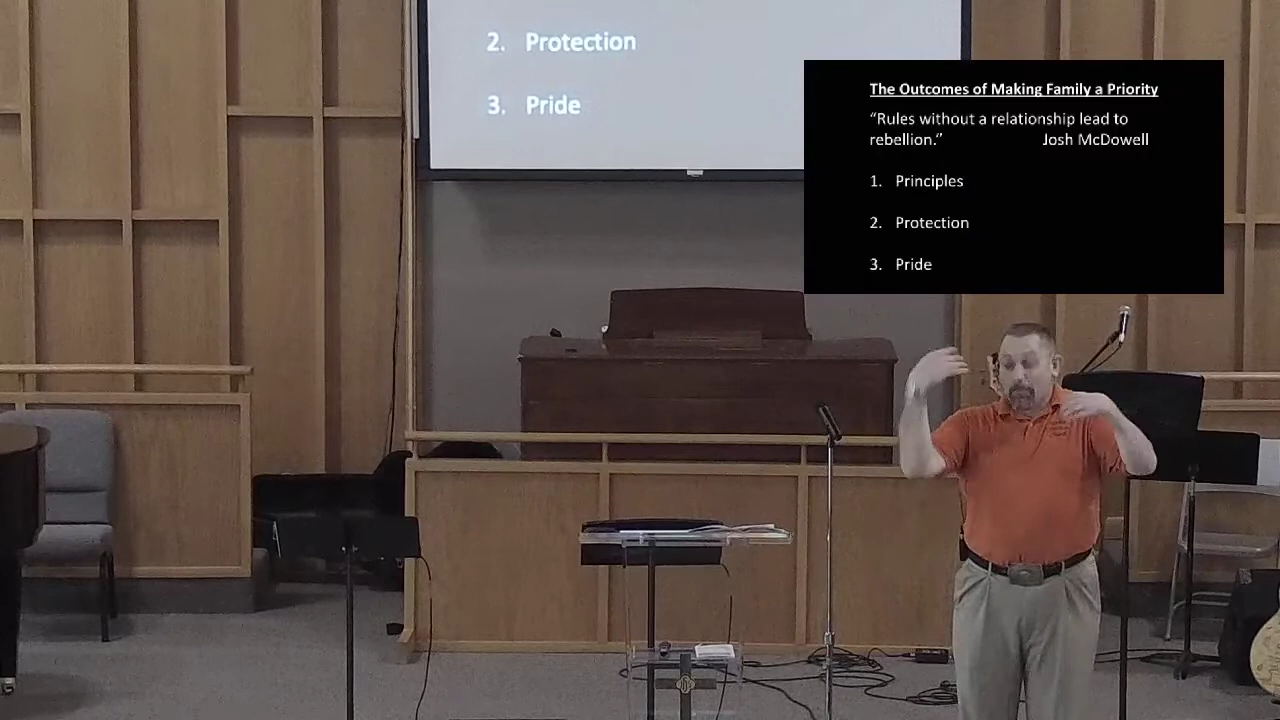 2. Protection
3. Pride
The Outcomes of Making Family a Priority
“Rules without a relationship lead to
rebellion.” Josh McDowell
1. Principles
2. Protection
3. Pride